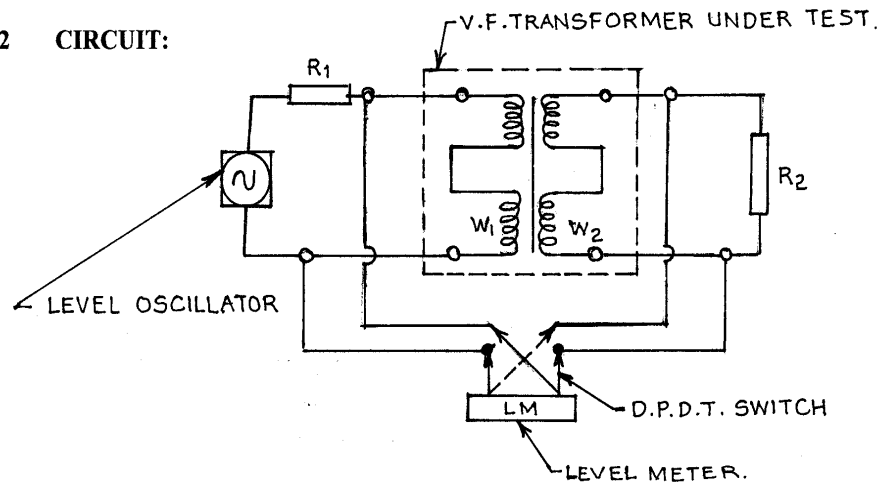 V.F.TRANSFORMER UNDER TEST.
2 CIRCUIT:
R1
R2
W1
W2
LEVEL OSCILLATOR
LM
D.P.D.T. SWITCH
LEVEL METER.